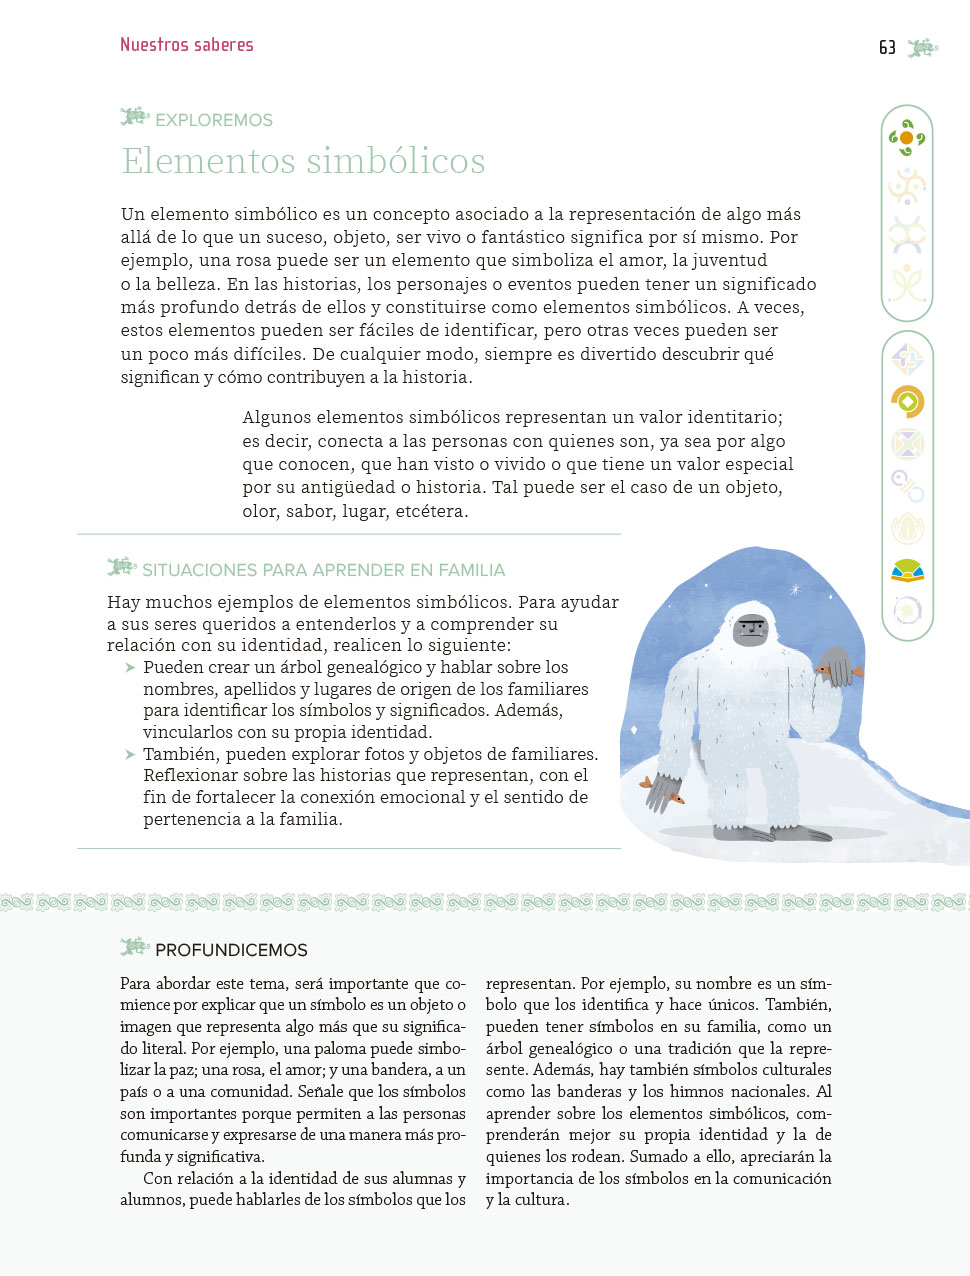 Nuestros saberes
63
EXPLOREMOS
Elementos simbólicos
Un elemento simbólico es un concepto asociado a la representación de algo más
allá de lo que un suceso, objeto, ser vivo o fantástico significa por sí mismo. Por
ejemplo, una rosa puede ser un elemento que simboliza el amor, la juventud
o la belleza. En las historias, los personajes o eventos pueden tener un significado
más profundo detrás de ellos y constituirse como elementos simbólicos. A veces,
estos elementos pueden ser fáciles de identificar, pero otras veces pueden ser
un poco más difíciles. De cualquier modo, siempre es divertido descubrir qué
significan y cómo contribuyen a la historia.
Algunos elementos simbólicos representan un valor identitario;
es decir, conecta a las personas con quienes son, ya sea por algo
que conocen, que han visto o vivido o que tiene un valor especial
por su antigüedad o historia. Tal puede ser el caso de un objeto,
olor, sabor, lugar, etcétera.
SITUACIONES PARA APRENDER EN FAMILIA
Hay muchos ejemplos de elementos simbólicos. Para ayudar
a sus seres queridos a entenderlos y a comprender su
relación con su identidad, realicen lo siguiente:
➤ Pueden crear un árbol genealógico y hablar sobre los
nombres, apellidos y lugares de origen de los familiares
para identificar los símbolos y significados. Además,
vincularlos con su propia identidad.
➤ También, pueden explorar fotos y objetos de familiares.
Reflexionar sobre las historias que representan, con el
fin de fortalecer la conexión emocional y el sentido de
pertenencia a la familia.
PROFUNDICEMOS
Para abordar este tema, será importante que co-
mience por explicar que un símbolo es un objeto o
imagen que representa algo más que su significa-
do literal. Por ejemplo, una paloma puede simbo-
lizar la paz; una rosa, el amor; y una bandera, a un
país o a una comunidad. Señale que los símbolos
son importantes porque permiten a las personas
comunicarse y expresarse de una manera más pro-
funda y significativa.
Con relación a la identidad de sus alumnas y
alumnos, puede hablarles de los símbolos que los
representan. Por ejemplo, su nombre es un sím-
bolo que los identifica y hace únicos. También,
pueden tener símbolos en su familia, como un
árbol genealógico o una tradición que la repre-
sente. Además, hay también símbolos culturales
como las banderas y los himnos nacionales. Al
aprender sobre los elementos simbólicos, com-
prenderán mejor su propia identidad y la de
quienes los rodean. Sumado a ello, apreciarán la
importancia de los símbolos en la comunicación
y la cultura.